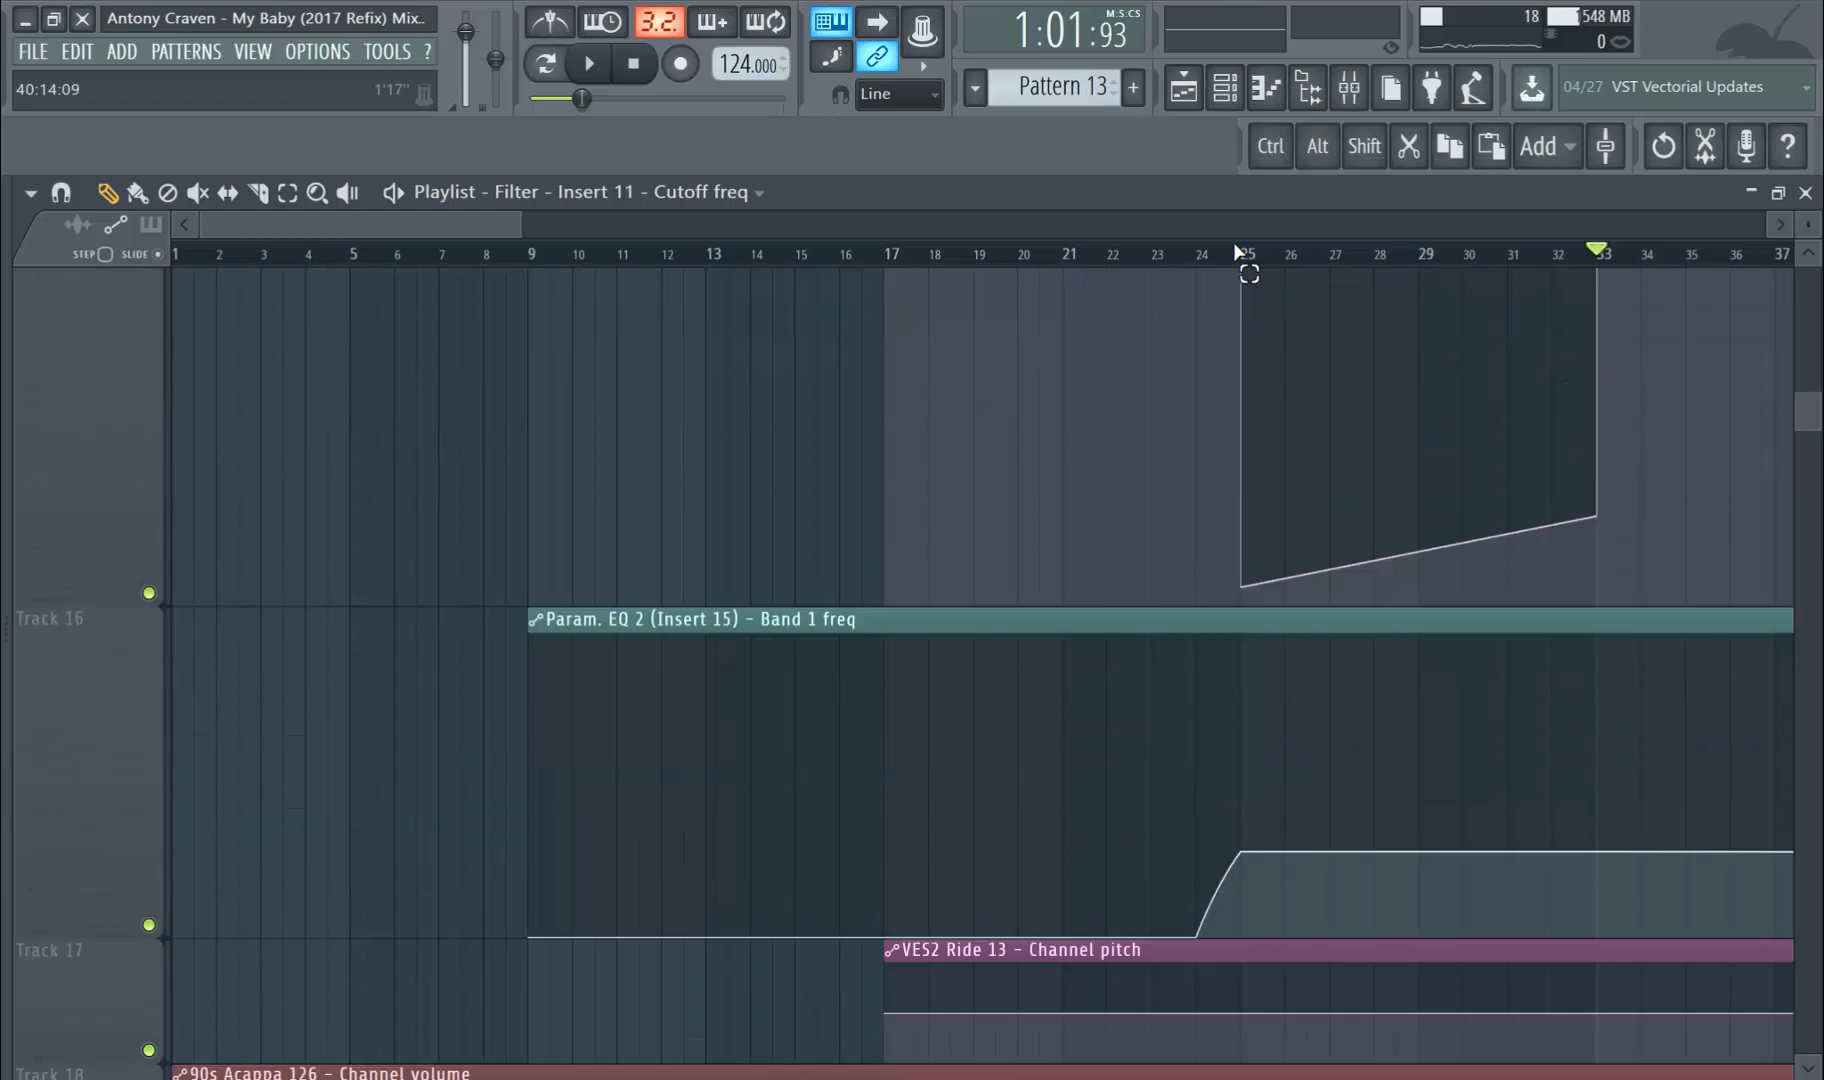 Antony Craven - My Baby (2017 Refix) Mix..
FILE EDIT ADD PATTERNS VIEW OPTIONS TOOLS ?
40:14:09 1'17"
3.2.
124.000
Line
1:01:93
M:S:CS
Pattern 13
18 1548 MB
0
04/27 VST Vectorial Updates
Ctrl Alt Shift Add ?
Playlist - Filter - Insert 11 - Cutoff freq
STEP SLIDE
1 2 3 4 5 6 7 8 9 10 11 12 13 14 15 16 17 18 19 20 21 22 23 24 25 26 27 28 29 30 31 32 33 34 35 36 37
Track 16
Param. EQ 2 (Insert 15) - Band 1 freq
Track 17
VES2 Ride 13 - Channel pitch
Track 18
90s Acappa 126 - Channel volume